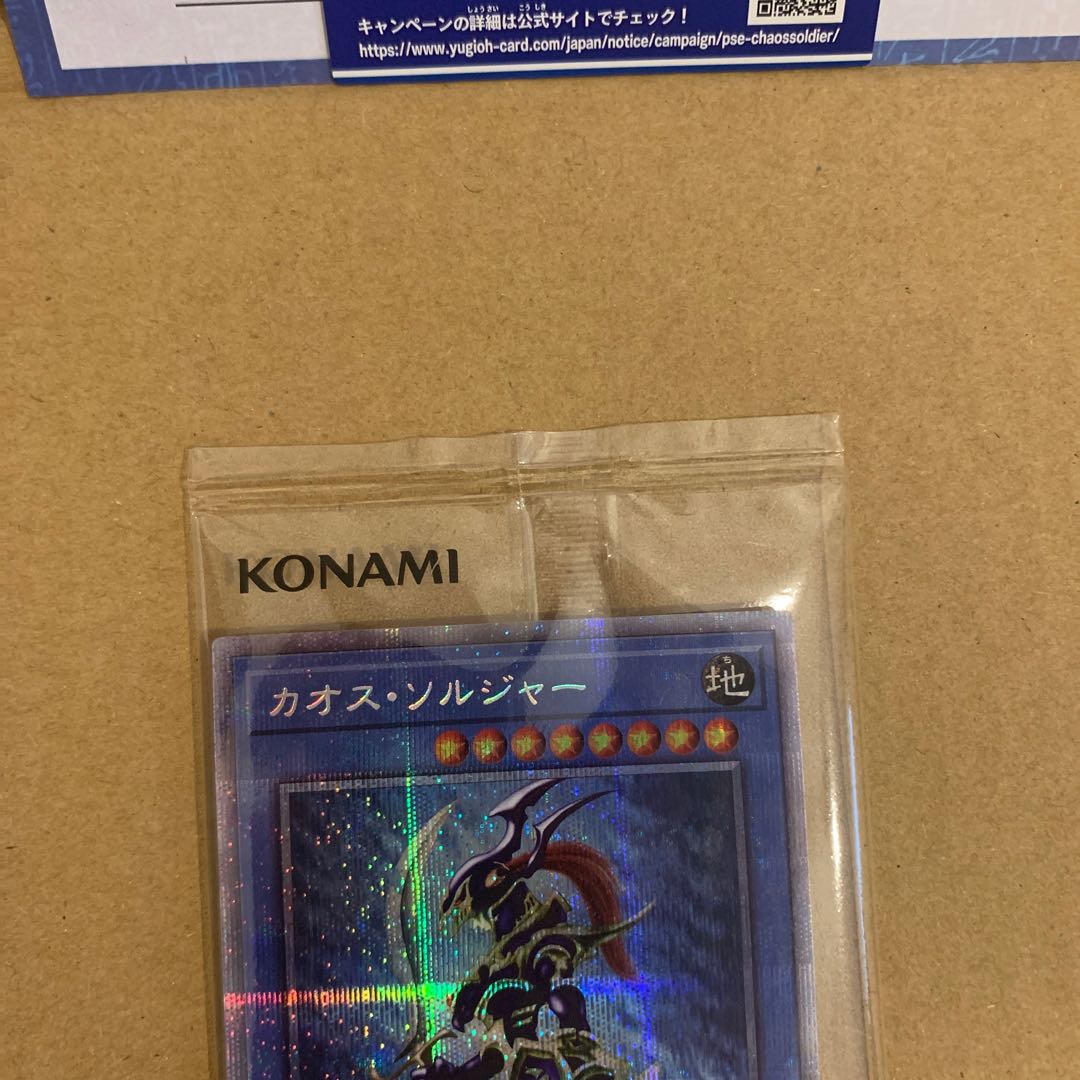 キャンペーンの詳細は公式サイトでチェック！
https://www.yugioh-card.com/japan/notice/campaign/pse-chaossoldier/
KONAMI
カオス・ソルジャー
地